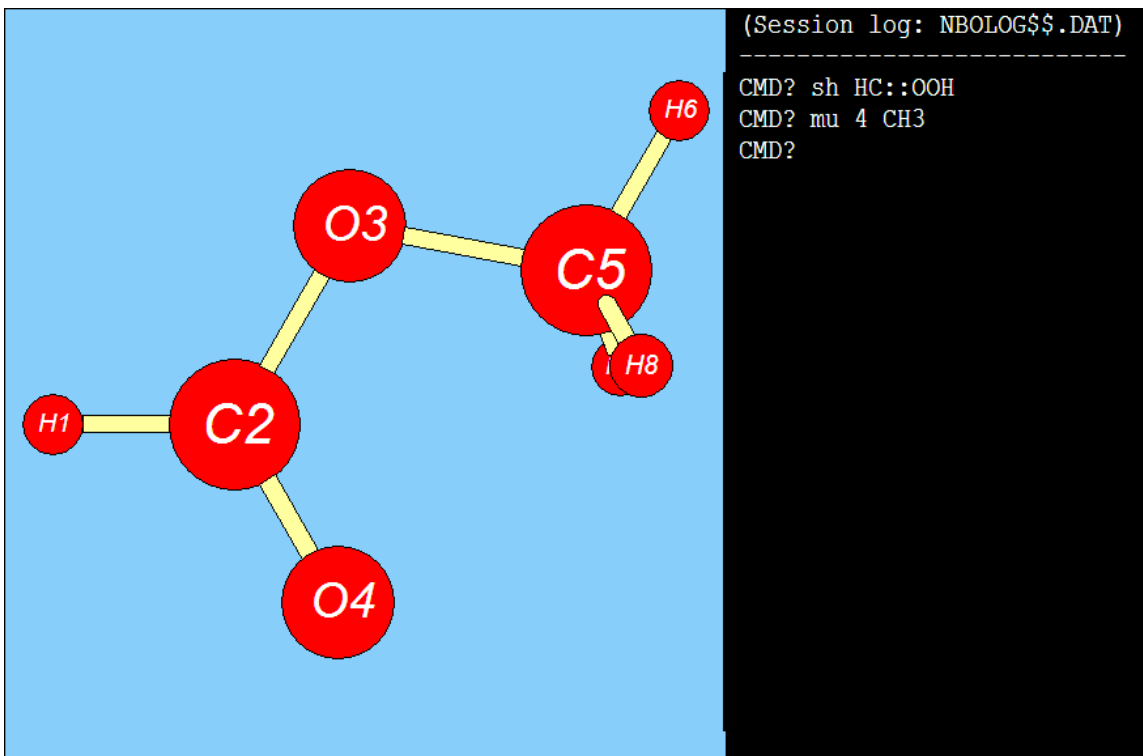 (Session log: NBOLOG$$.DAT)
---------------------------
CMD? sh HC::OOH
CMD? mu 4 CH3
CMD?
H6
O3
C5
H8
H1
C2
O4